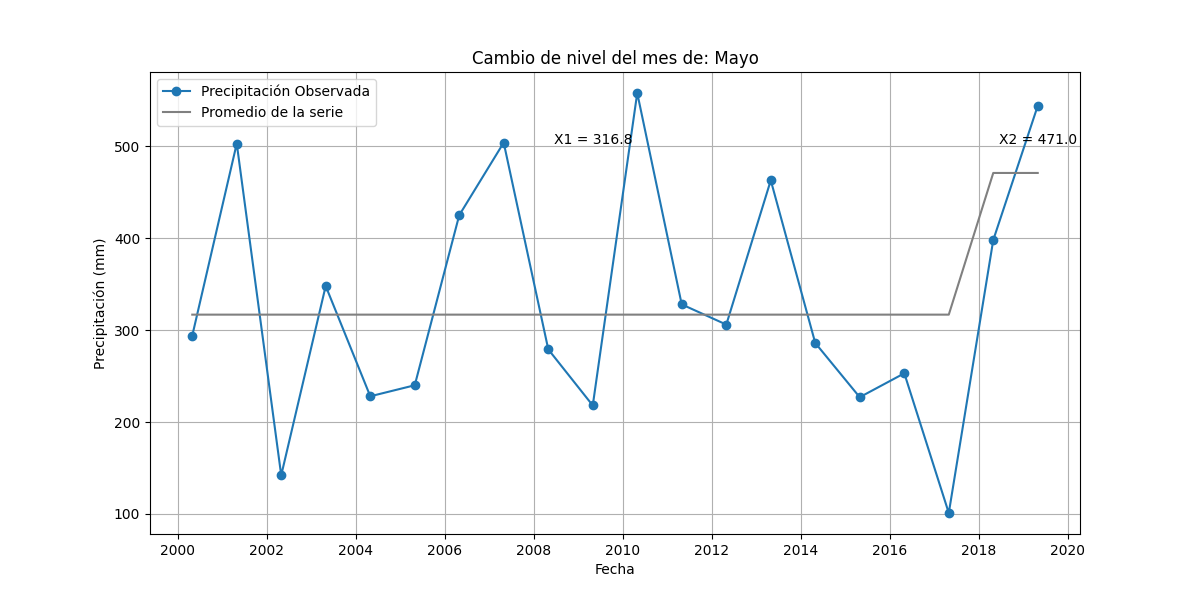 Cambio de nivel del mes de: Mayo
Precipitación Observada
Promedio de la serie
X1 = 316.8
X2 = 471.0
Precipitación (mm)
500
400
300
200
100
2000 2002 2004 2006 2008 2010 2012 2014 2016 2018 2020
Fecha